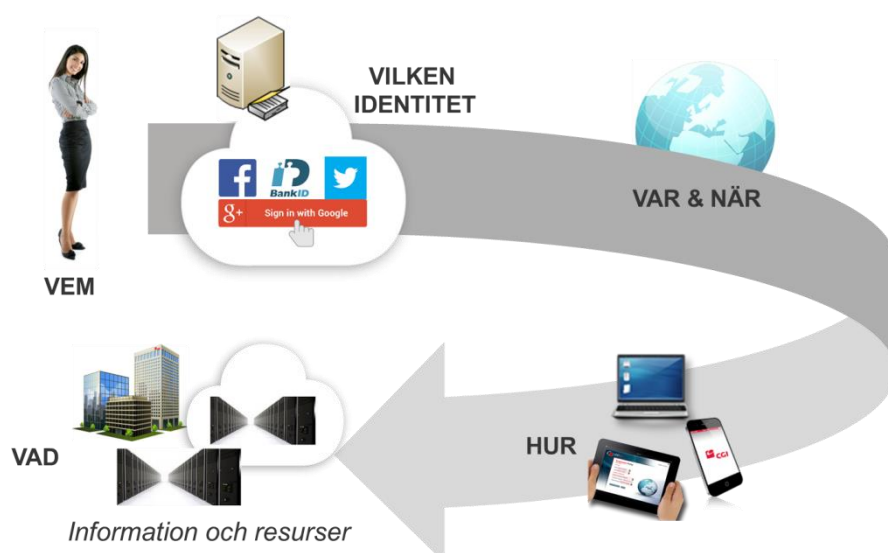 VILKEN
IDENTITET
BankID
g+ Sign in with Google
VAR & NÄR
VEM
HUR
CGI
VAD
Information och resurser